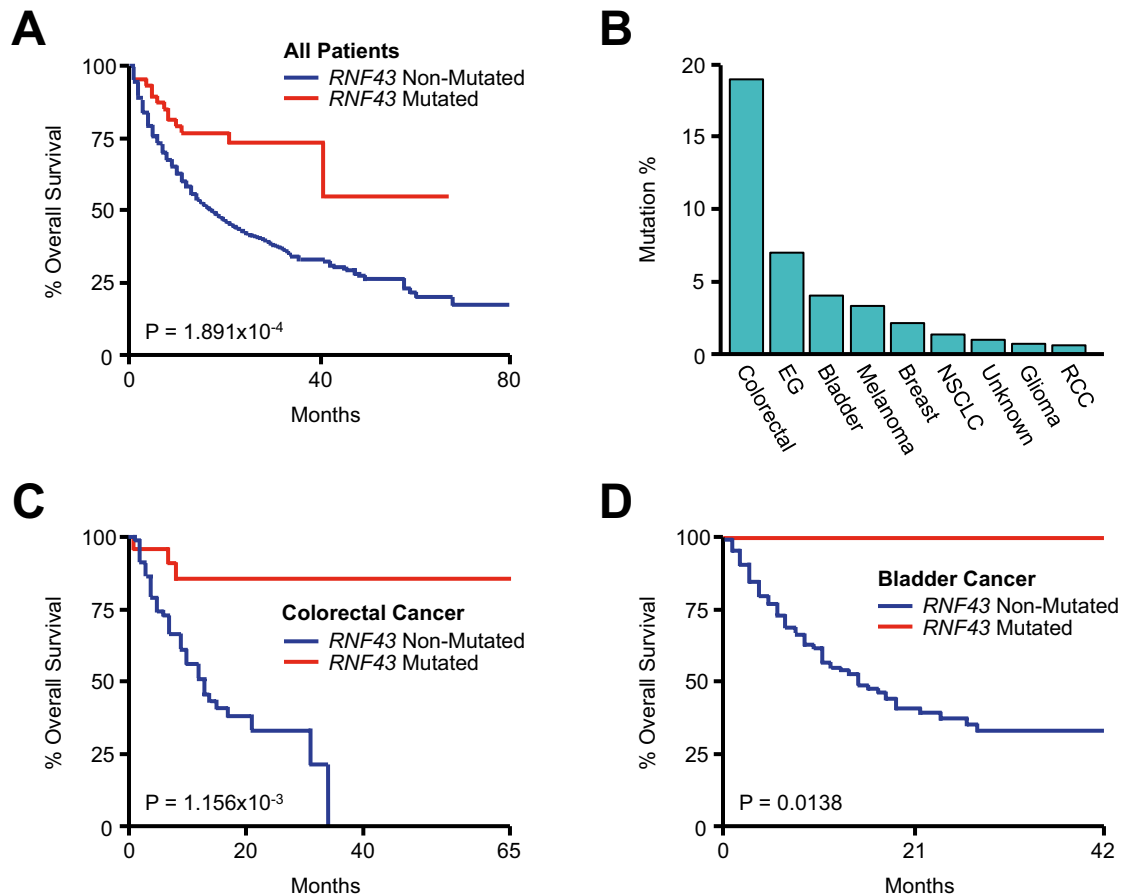 A
All Patients
RNF43 Non-Mutated
RNF43 Mutated
% Overall Survival
100
75
50
25
0
P = 1.891x10-4
0
40
80
Months
B
Mutation %
20
15
10
5
0
Colorectal
EG
Bladder
Melanoma
Breast
NSCLC
Unknown
Glioma
RCC
C
% Overall Survival
100
75
50
25
0
Colorectal Cancer
RNF43 Non-Mutated
RNF43 Mutated
P = 1.156x10-3
0
20
40
65
Months
D
% Overall Survival
100
75
50
25
0
Bladder Cancer
RNF43 Non-Mutated
RNF43 Mutated
P = 0.0138
0
21
42
Months